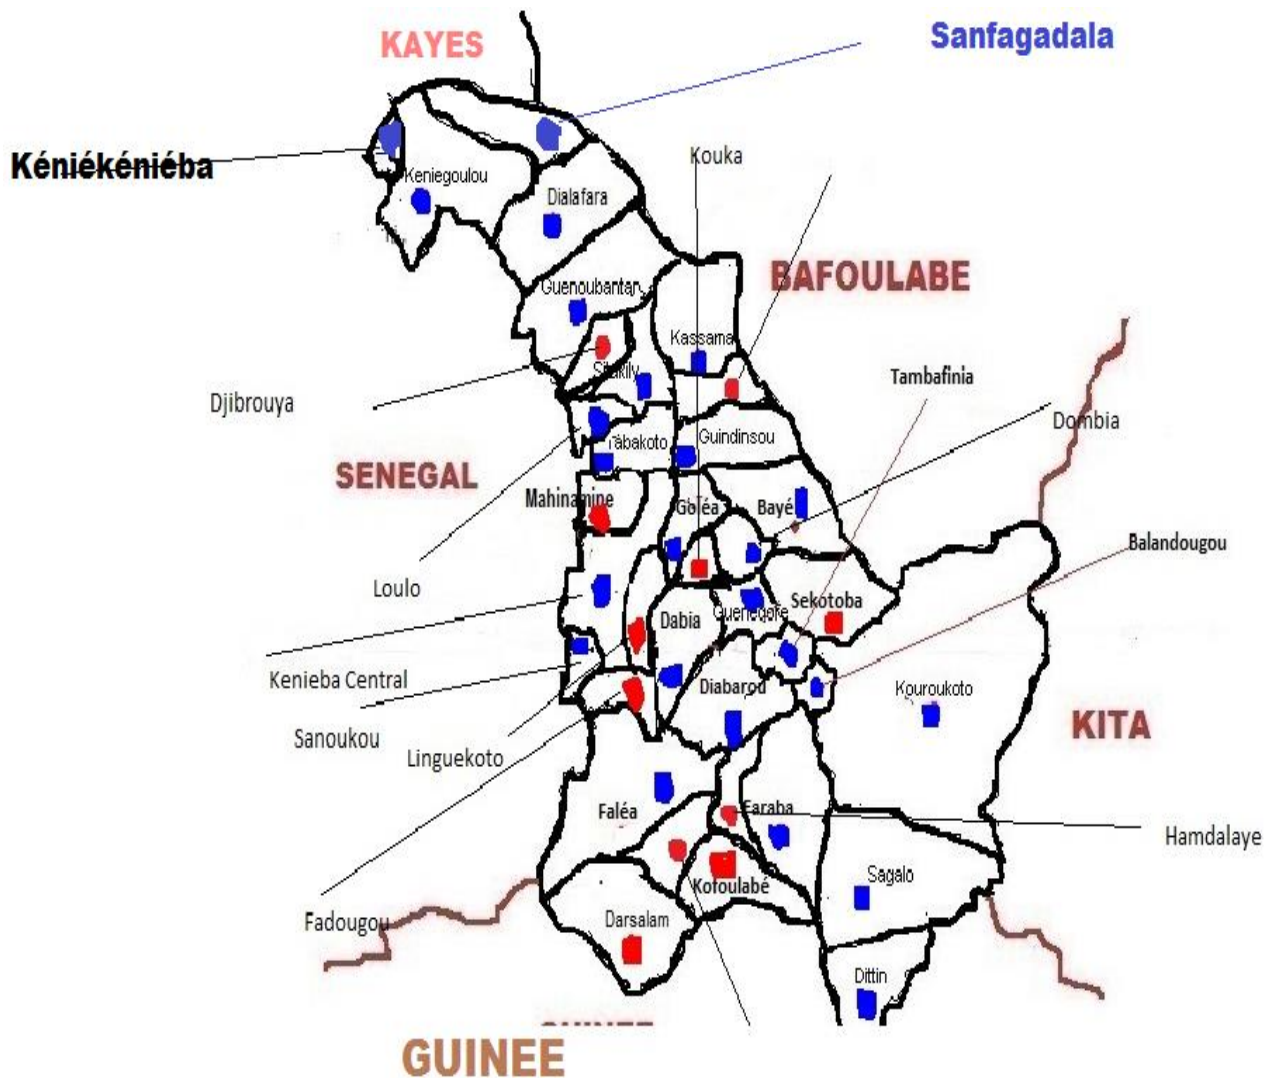 KAYES
Sanfagadala
Kéniékéniéba
Keniegoulou
Dialafara
Kouka
BAFOULABE
Guenoubantan
Kassama
Sitakily
Djibrouya
Tambafinia
Dombia
Tabakoto
Guindinsou
SENEGAL
Mahinamine
Goléa
Bayé
Balandougou
Loulo
Sekotoba
Guenegore
Dabia
Kenieba Central
Diabarou
Kouroukoto
KITA
Sanoukou
Linguekoto
Faléa
Faraba
Hamdalaye
Kofoulabé
Sagalo
Fadougou
Darsalam
Dittin
GUINEE